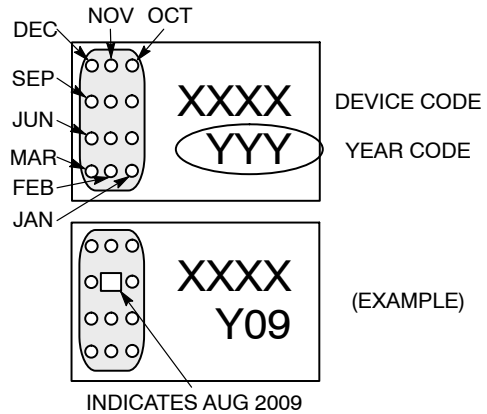 NOV OCT
DEC
SEP
XXXX DEVICE CODE
JUN
YYY YEAR CODE
MAR
FEB
JAN
XXXX
(EXAMPLE)
Y09
INDICATES AUG 2009